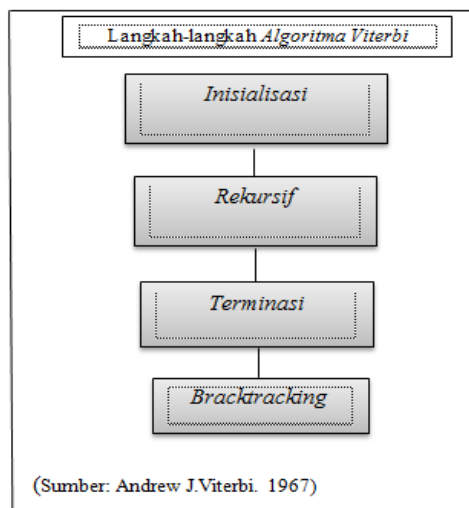 Langkah-langkah Algoritma Viterbi
Inisialisasi
Rekursif
Terminasi
Bracktracking
(Sumber: Andrew J.Viterbi. 1967)